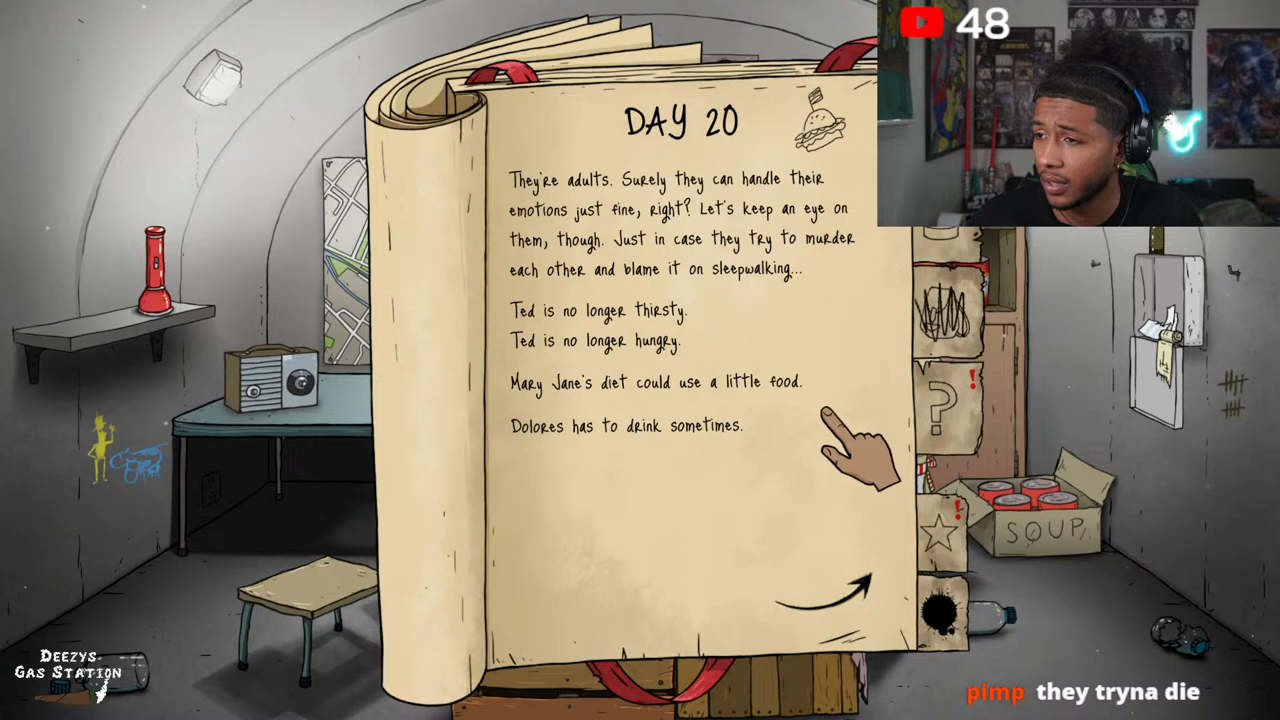 48
DAY 20
They're adults. Surely they can handle their
emotions just fine, right? Let's keep an eye on
them, though. Just in case they try to murder
each other and blame it on sleepwalking...
Ted is no longer thirsty.
Ted is no longer hungry.
Mary Jane's diet could use a little food.
Dolores has to drink sometimes.
?
!
!
SOUP
DEEZYS
GAS STATION
pimp they tryna die